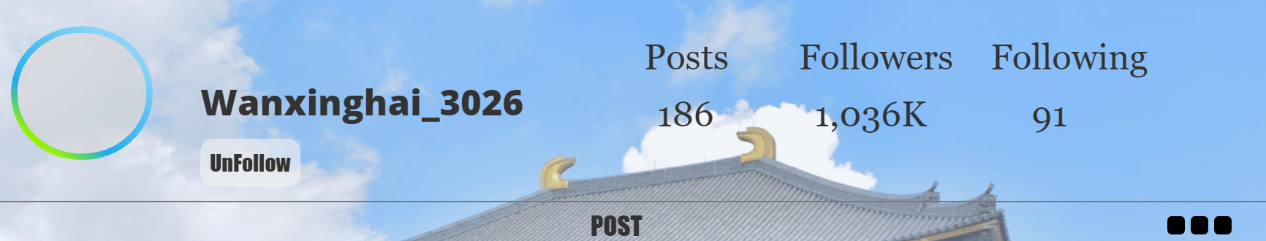 Posts Followers Following
Wanxinghai_3026
186 1,036K 91
UnFollow
POST